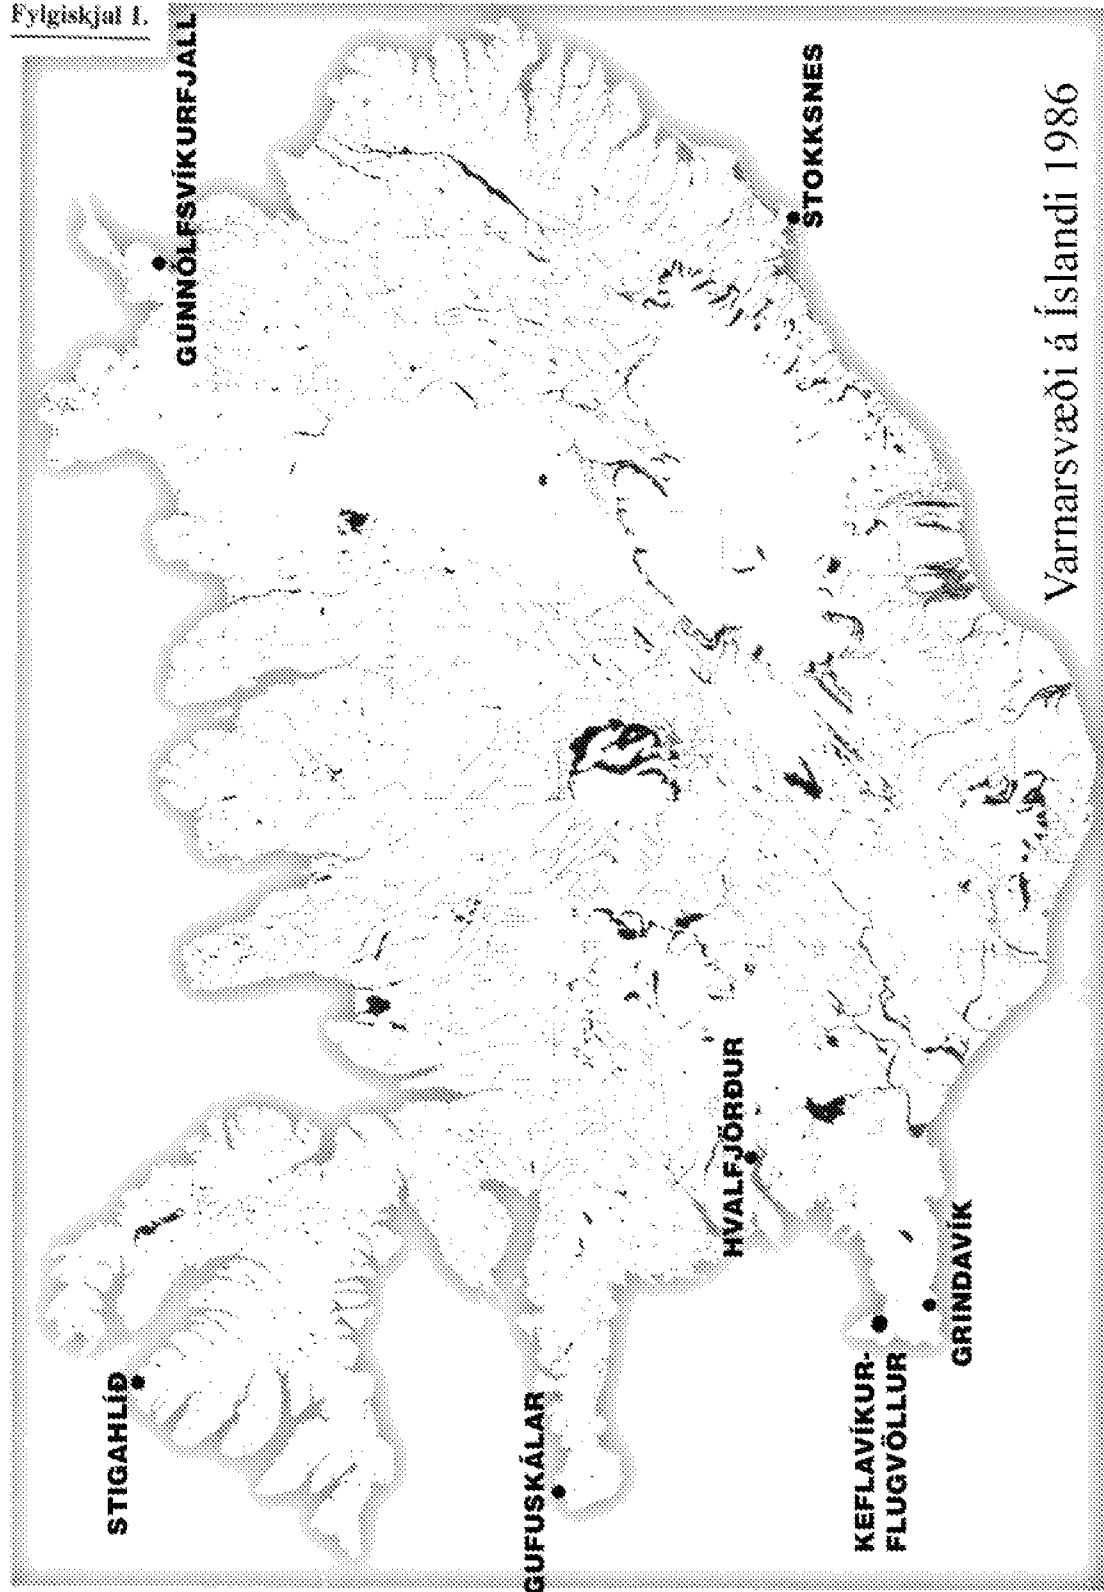 Fylgiskjal I.
STIGAHLÍÐ
GUNNÓLFSVÍKURFJALL
GUFUSKÁLAR
HVALFJÖRÐUR
STOKKSNES
KEFLAVÍKUR-
FLUGVÖLLUR
GRINDAVÍK
Varnarsvæði á Íslandi 1986